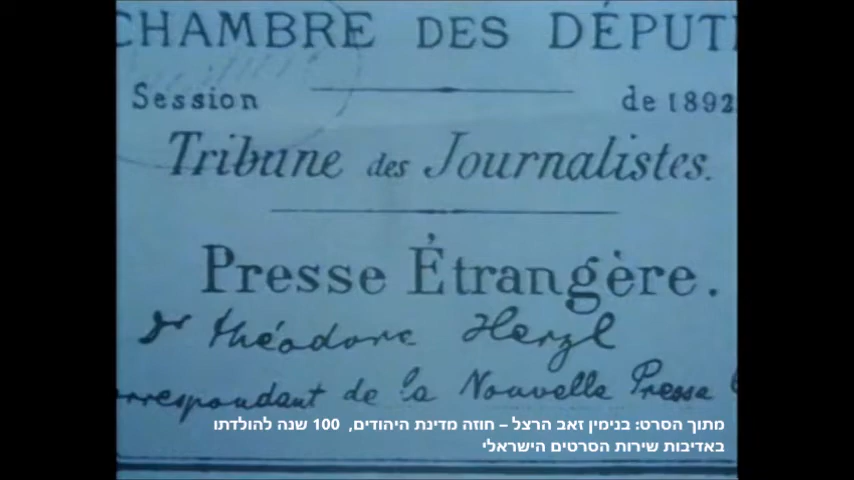 CHAMBRE DES DÉPUT
Session de 1892
Tribune des Journalistes.
Presse Étrangère.
Dr Théodore Herzl
orrespondant de la Nouvelle Presse
מתוך הסרט: בנימין זאב הרצל – חוזה מדינת היהודים, 100 שנה להולדתו
באדיבות שירות הסרטים הישראלי